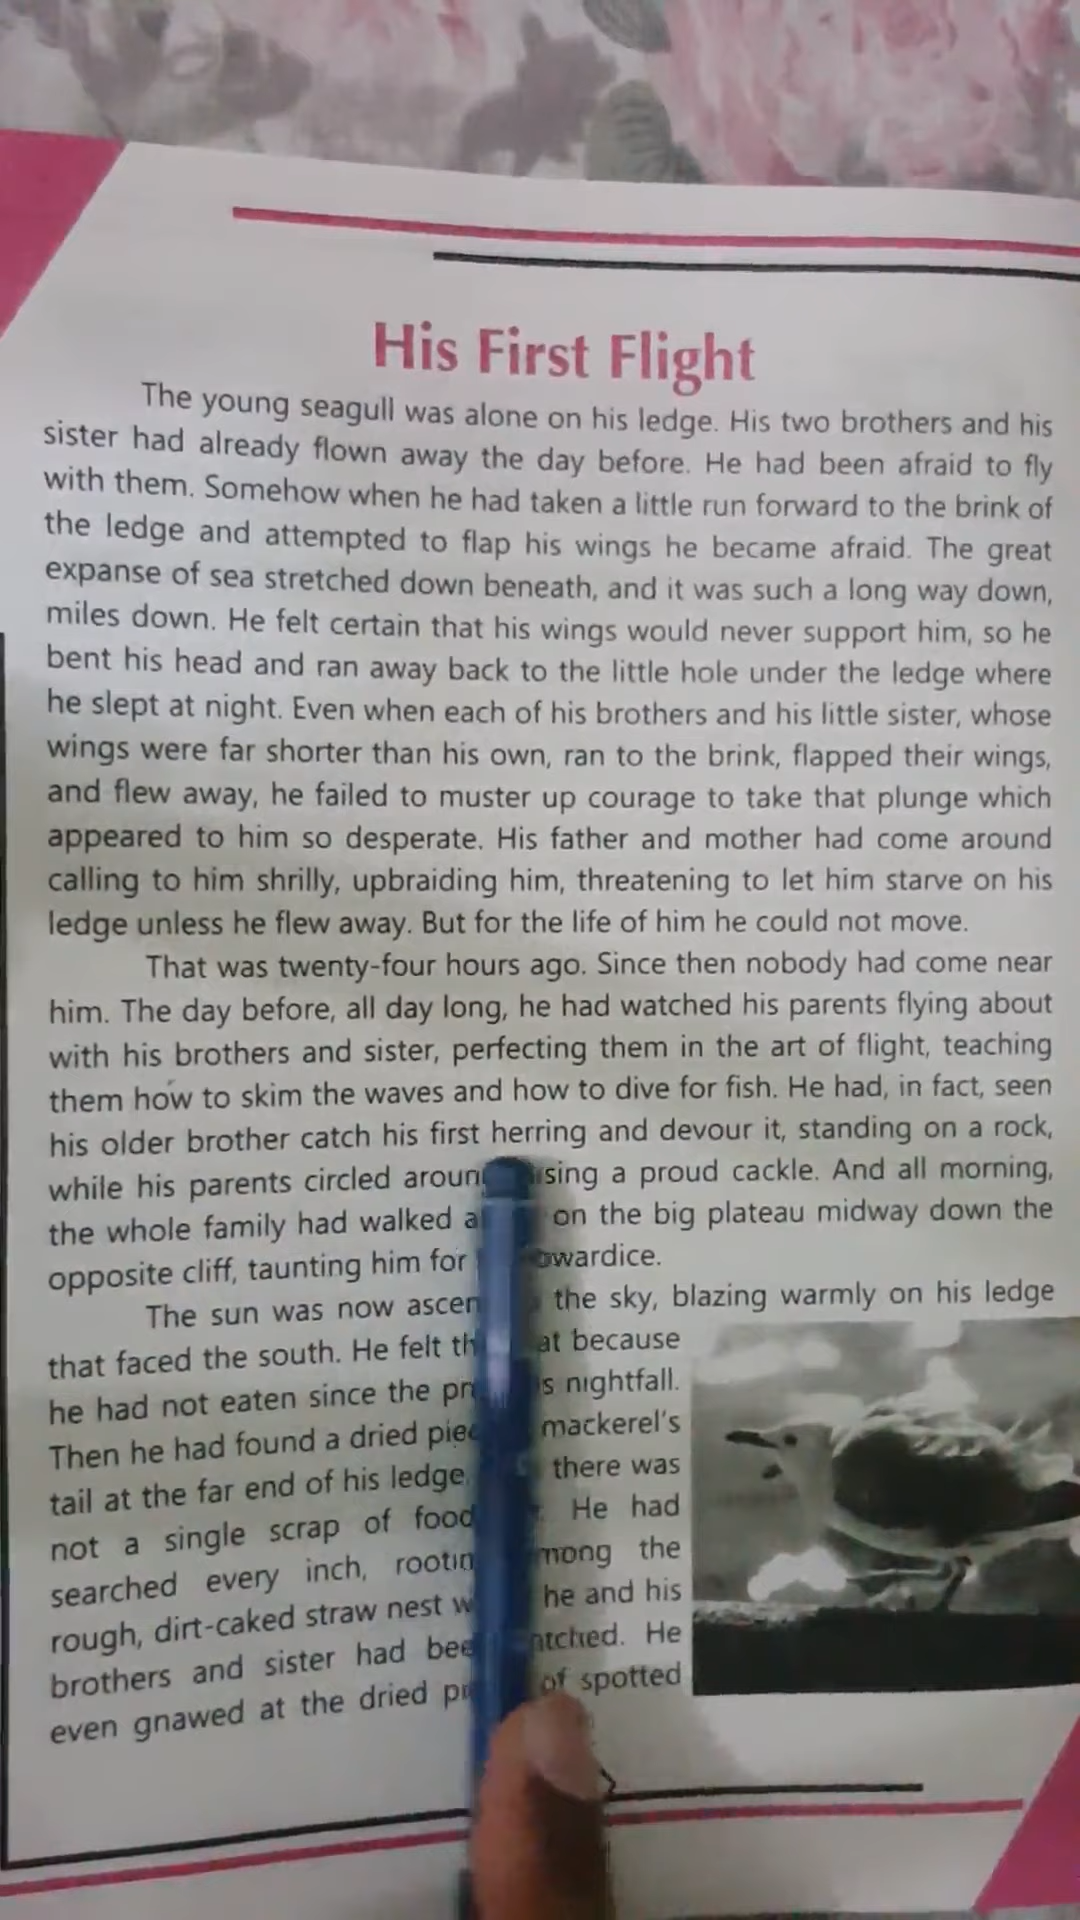 His First Flight
The young seagull was alone on his ledge. His two brothers and his
sister had already flown away the day before. He had been afraid to fly
with them. Somehow when he had taken a little run forward to the brink of
the ledge and attempted to flap his wings he became afraid. The great
expanse of sea stretched down beneath, and it was such a long way down,
miles down. He felt certain that his wings would never support him, so he
bent his head and ran away back to the little hole under the ledge where
he slept at night. Even when each of his brothers and his little sister, whose
wings were far shorter than his own, ran to the brink, flapped their wings,
and flew away, he failed to muster up courage to take that plunge which
appeared to him so desperate. His father and mother had come around
calling to him shrilly, upbraiding him, threatening to let him starve on his
ledge unless he flew away. But for the life of him he could not move.
That was twenty-four hours ago. Since then nobody had come near
him. The day before, all day long, he had watched his parents flying about
with his brothers and sister, perfecting them in the art of flight, teaching
them how to skim the waves and how to dive for fish. He had, in fact, seen
his older brother catch his first herring and devour it, standing on a rock,
while his parents circled a proud cackle. And all morning,
the whole family had walked on the big plateau midway down the
opposite cliff, taunting him for
The sun was now the sky, blazing warmly on his ledge
that faced the south. He felt because
he had not eaten since the nightfall.
Then he had found a dried mackerel's
tail at the far end of his ledge. there was
not a single scrap of food He had
searched every inch, the
rough, dirt-caked straw nest he and his
brothers and sister had He
even gnawed at the dried of spotted